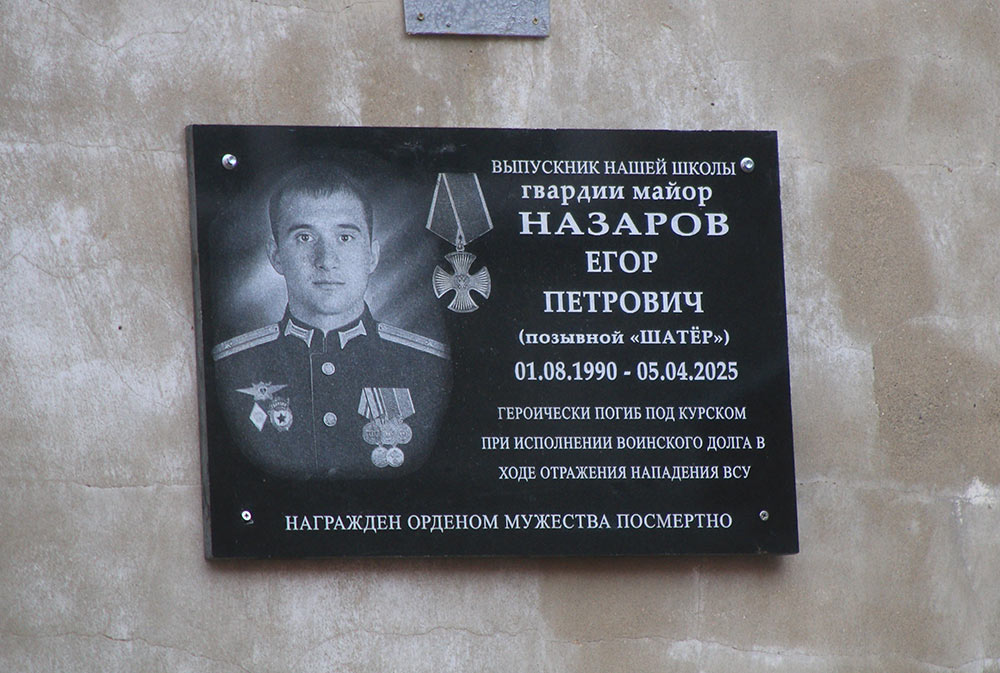 ВЫПУСКНИК НАШЕЙ ШКОЛЫ
гвардии майор
НАЗАРОВ
ЕГОР
ПЕТРОВИЧ
(позывной «ШАТЁР»)
01.08.1990 - 05.04.2025
ГЕРОИЧЕСКИ ПОГИБ ПОД КУРСКОМ
ПРИ ИСПОЛНЕНИИ ВОИНСКОГО ДОЛГА В
ХОДЕ ОТРАЖЕНИЯ НАПАДЕНИЯ ВСУ
НАГРАЖДЕН ОРДЕНОМ МУЖЕСТВА ПОСМЕРТНО